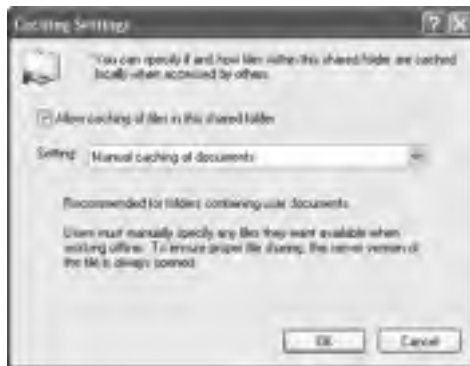 Caching Settings
You can specify if and how files within this shared folder are cached
locally when accessed by others.
Allow caching of files in this shared folder
Setting: Manual caching of documents
Recommended for folders containing user documents.
Users must manually specify any files they want available when
working offline. To ensure proper file sharing, the server version of
the file is always opened.
OK Cancel